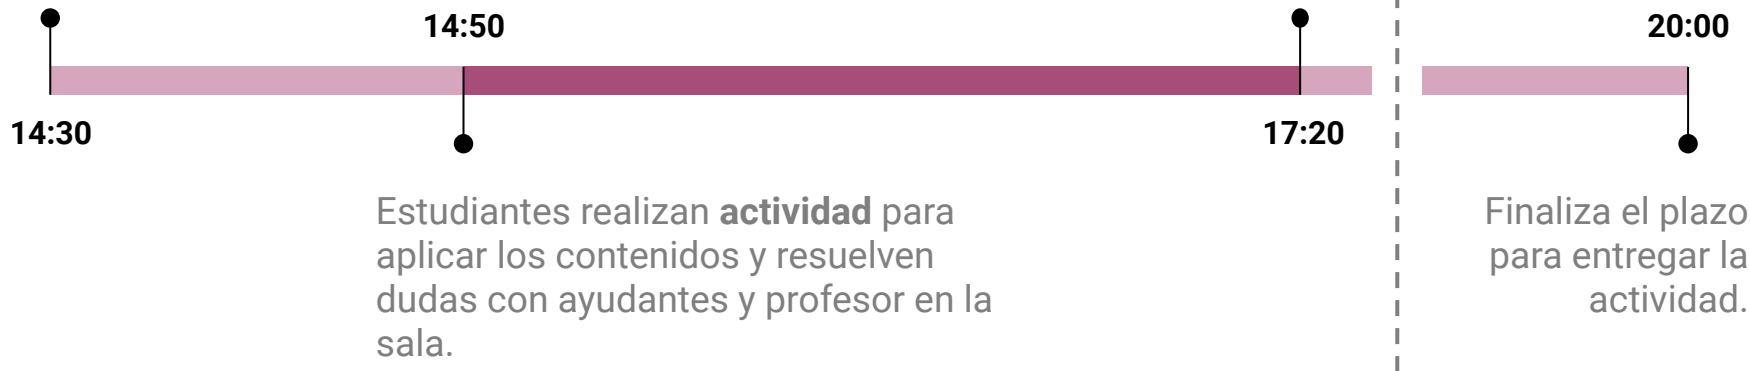 14:50
20:00
14:30
17:20
Estudiantes realizan actividad para
aplicar los contenidos y resuelven
dudas con ayudantes y profesor en la
sala.
Finaliza el plazo
para entregar la
actividad.